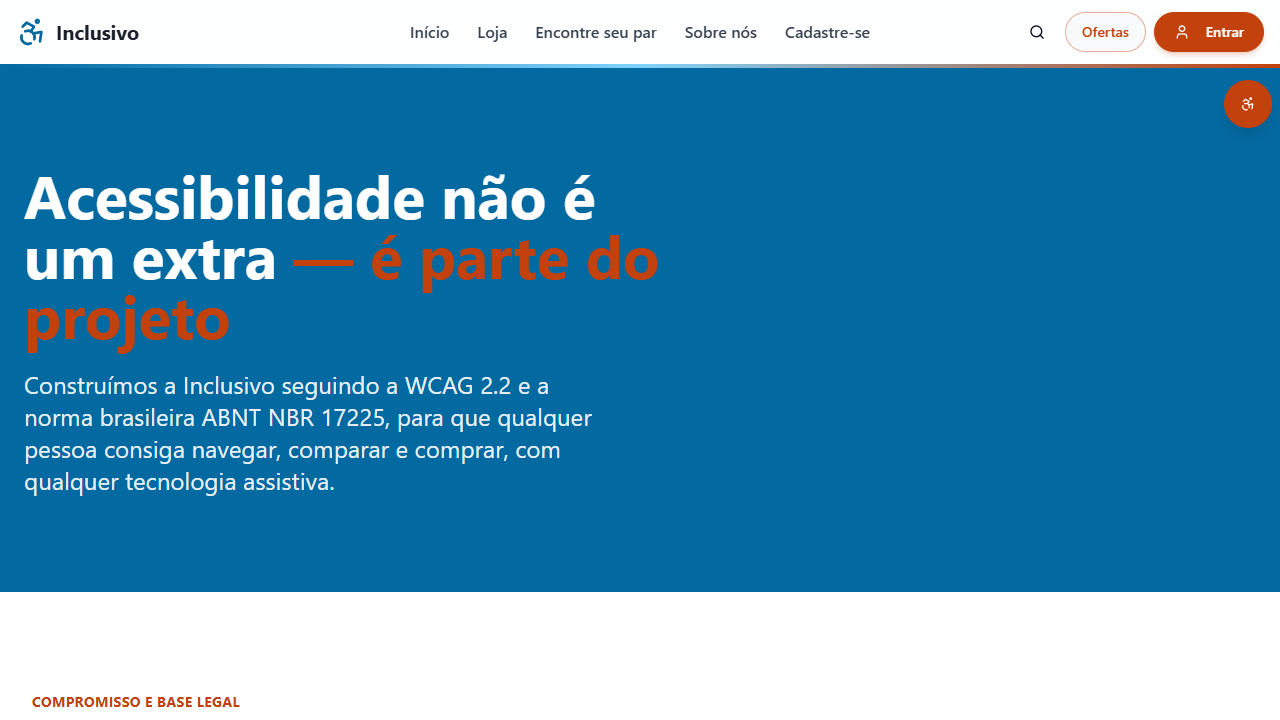 Inclusivo
Início
Loja
Encontre seu par
Sobre nós
Cadastre-se
Ofertas
Entrar
Acessibilidade não é
um extra — é parte do
projeto
Construímos a Inclusivo seguindo a WCAG 2.2 e a
norma brasileira ABNT NBR 17225, para que qualquer
pessoa consiga navegar, comparar e comprar, com
qualquer tecnologia assistiva.
COMPROMISSO E BASE LEGAL